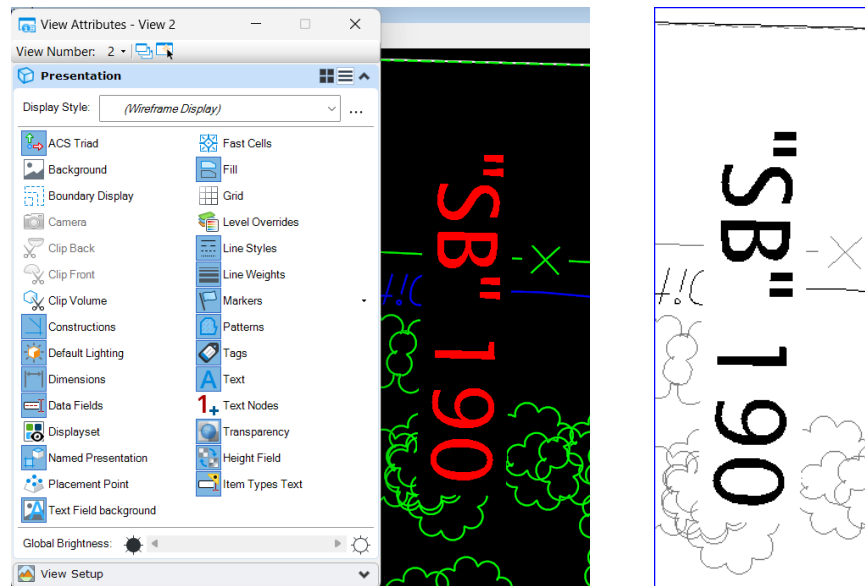 View Attributes - View 2
View Number: 2
Presentation
Display Style: (Wireframe Display) ...
ACS Triad
Fast Cells
Background
Fill
Boundary Display
Grid
Camera
Level Overrides
Clip Back
Line Styles
Clip Front
Line Weights
Clip Volume
Markers
Constructions
Patterns
Default Lighting
Tags
Dimensions
Text
Data Fields
Text Nodes
Displayset
Transparency
Named Presentation
Height Field
Placement Point
Item Types Text
Text Field background
Global Brightness:
View Setup
"SB" 190
"SB" 190